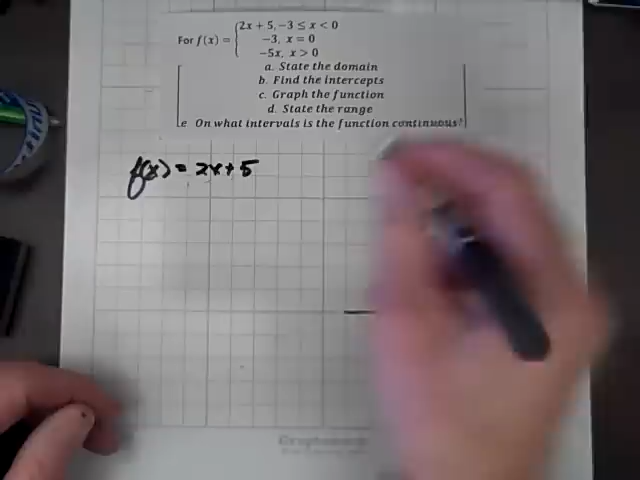 For f(x) = { 2x + 5, −3 ≤ x < 0
−3, x = 0
−5x, x > 0
a. State the domain
b. Find the intercepts
c. Graph the function
d. State the range
e On what intervals is the function continuous?
f(x) = 2x + 5